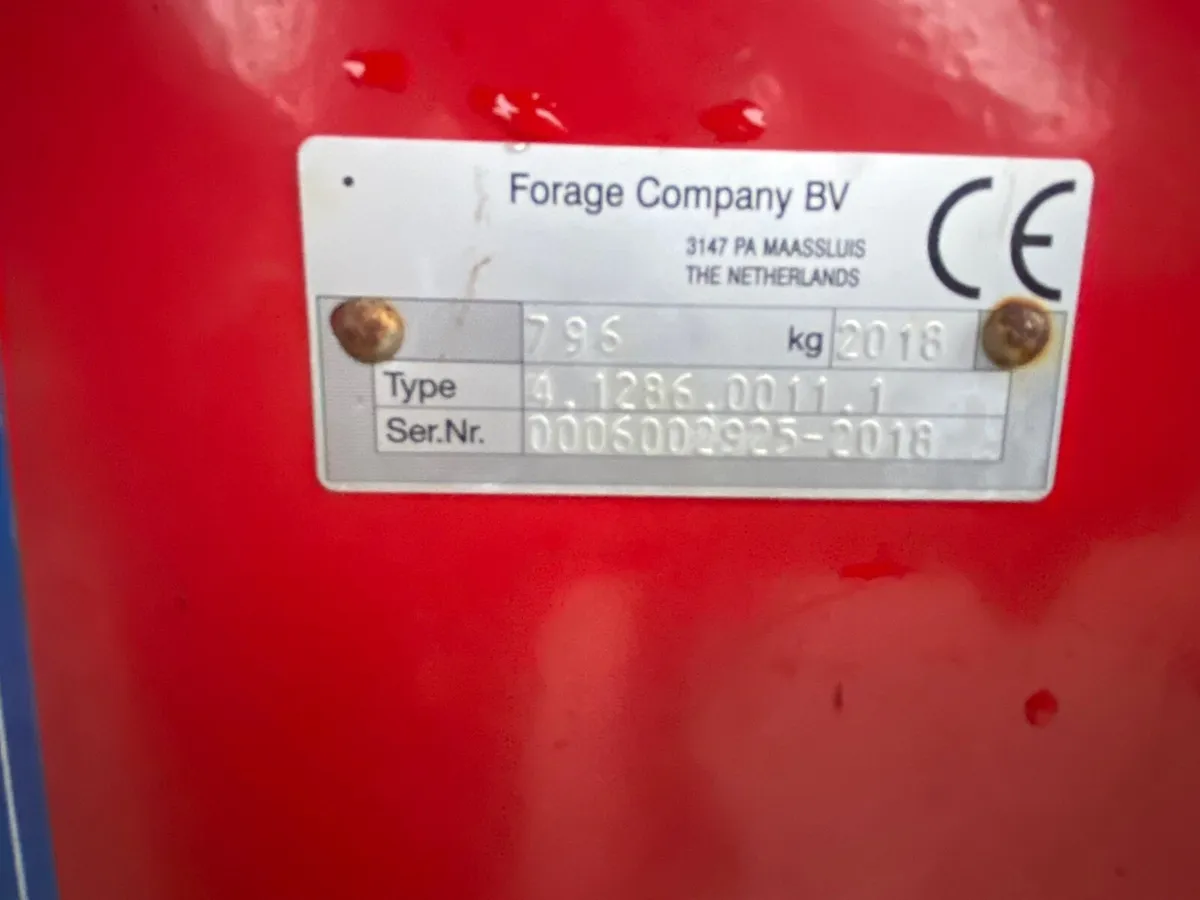 Forage Company BV
3147 PA MAASSLUIS
THE NETHERLANDS
CE
796 kg 2018
Type 4.1286.0011.1
Ser.Nr. 0006002925-2018